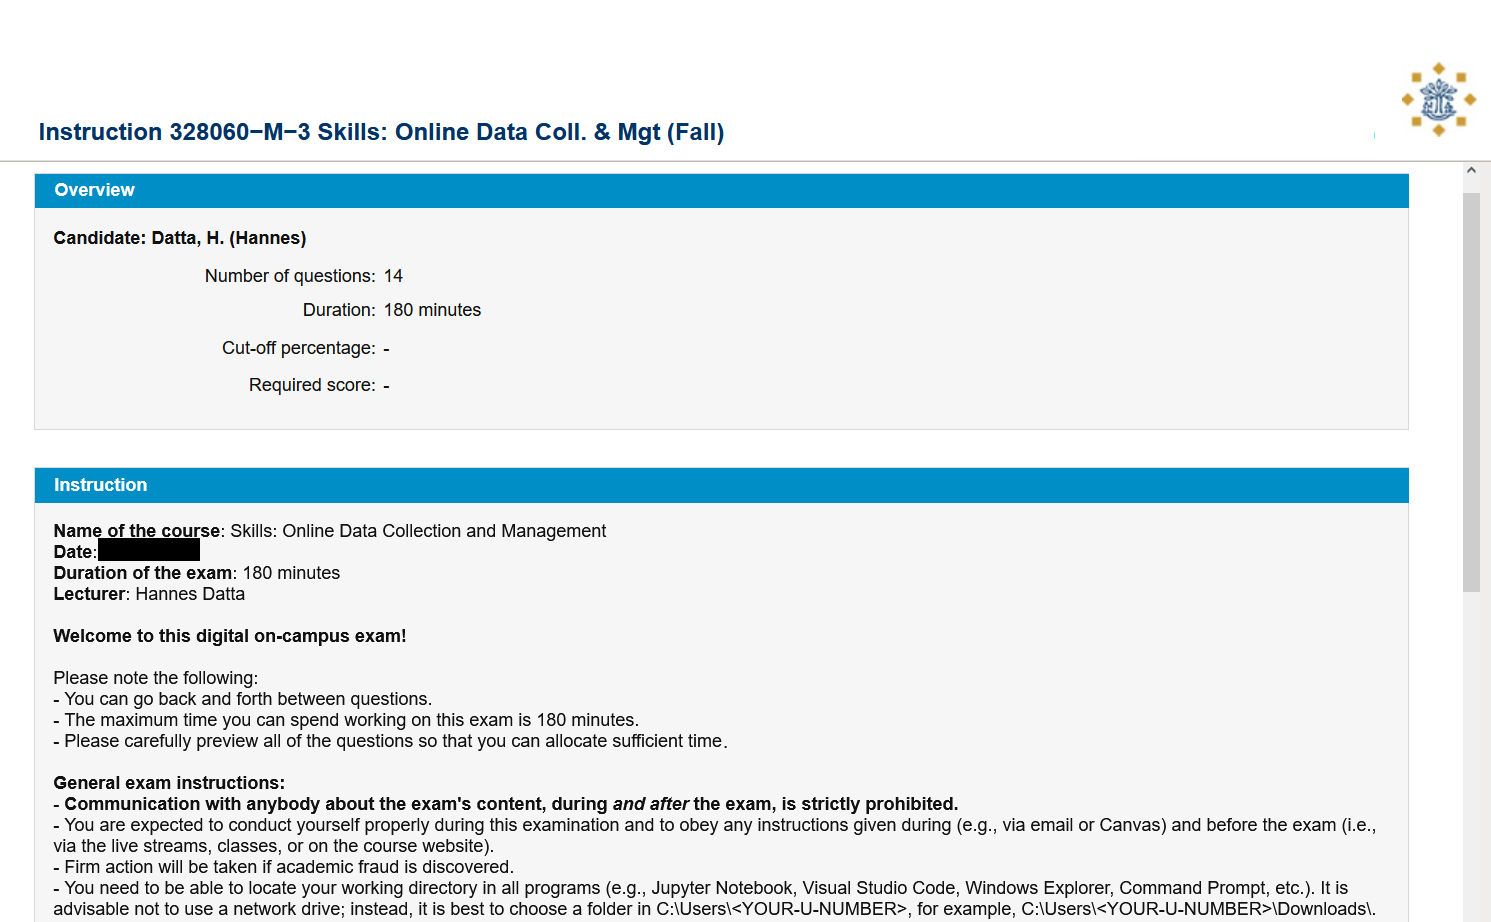 Instruction 328060−M−3 Skills: Online Data Coll. & Mgt (Fall)
Overview
Candidate: Datta, H. (Hannes)
Number of questions: 14
Duration: 180 minutes
Cut-off percentage: -
Required score: -
Instruction
Name of the course: Skills: Online Data Collection and Management
Date:
Duration of the exam: 180 minutes
Lecturer: Hannes Datta
Welcome to this digital on-campus exam!
Please note the following:
- You can go back and forth between questions.
- The maximum time you can spend working on this exam is 180 minutes.
- Please carefully preview all of the questions so that you can allocate sufficient time.
General exam instructions:
- Communication with anybody about the exam's content, during and after the exam, is strictly prohibited.
- You are expected to conduct yourself properly during this examination and to obey any instructions given during (e.g., via email or Canvas) and before the exam (i.e.,
via the live streams, classes, or on the course website).
- Firm action will be taken if academic fraud is discovered.
- You need to be able to locate your working directory in all programs (e.g., Jupyter Notebook, Visual Studio Code, Windows Explorer, Command Prompt, etc.). It is
advisable not to use a network drive; instead, it is best to choose a folder in C:\Users\<YOUR-U-NUMBER>, for example, C:\Users\<YOUR-U-NUMBER>\Downloads\.